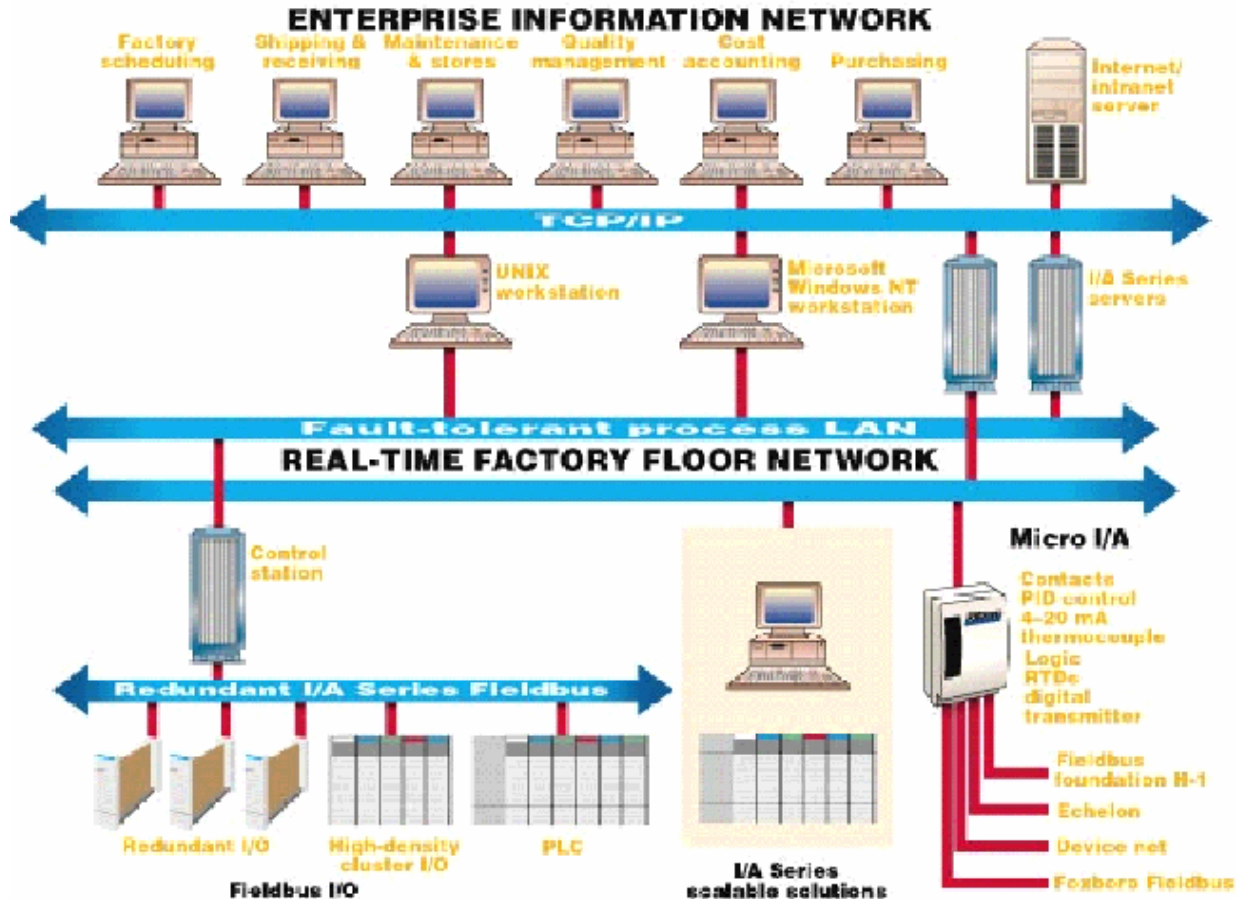 ENTERPRISE INFORMATION NETWORK
Factory
scheduling
Shipping &
receiving
Maintenance
& stores
Quality
management
Cost
accounting
Purchasing
Internet/
intranet
server
TCP/IP
UNIX
workstation
Microsoft
Windows NT
workstation
I/A Series
servers
Fault-tolerant process LAN
REAL-TIME FACTORY FLOOR NETWORK
Control
station
Micro I/A
Contacts
PID control
4–20 mA
thermocouple
Logic
RTDs
digital
transmitter
Redundant I/A Series Fieldbus
Fieldbus
foundation H-1
Echelon
Device net
Foxboro Fieldbus
Redundant I/O
High-density
cluster I/O
PLC
Fieldbus I/O
I/A Series
scalable solutions